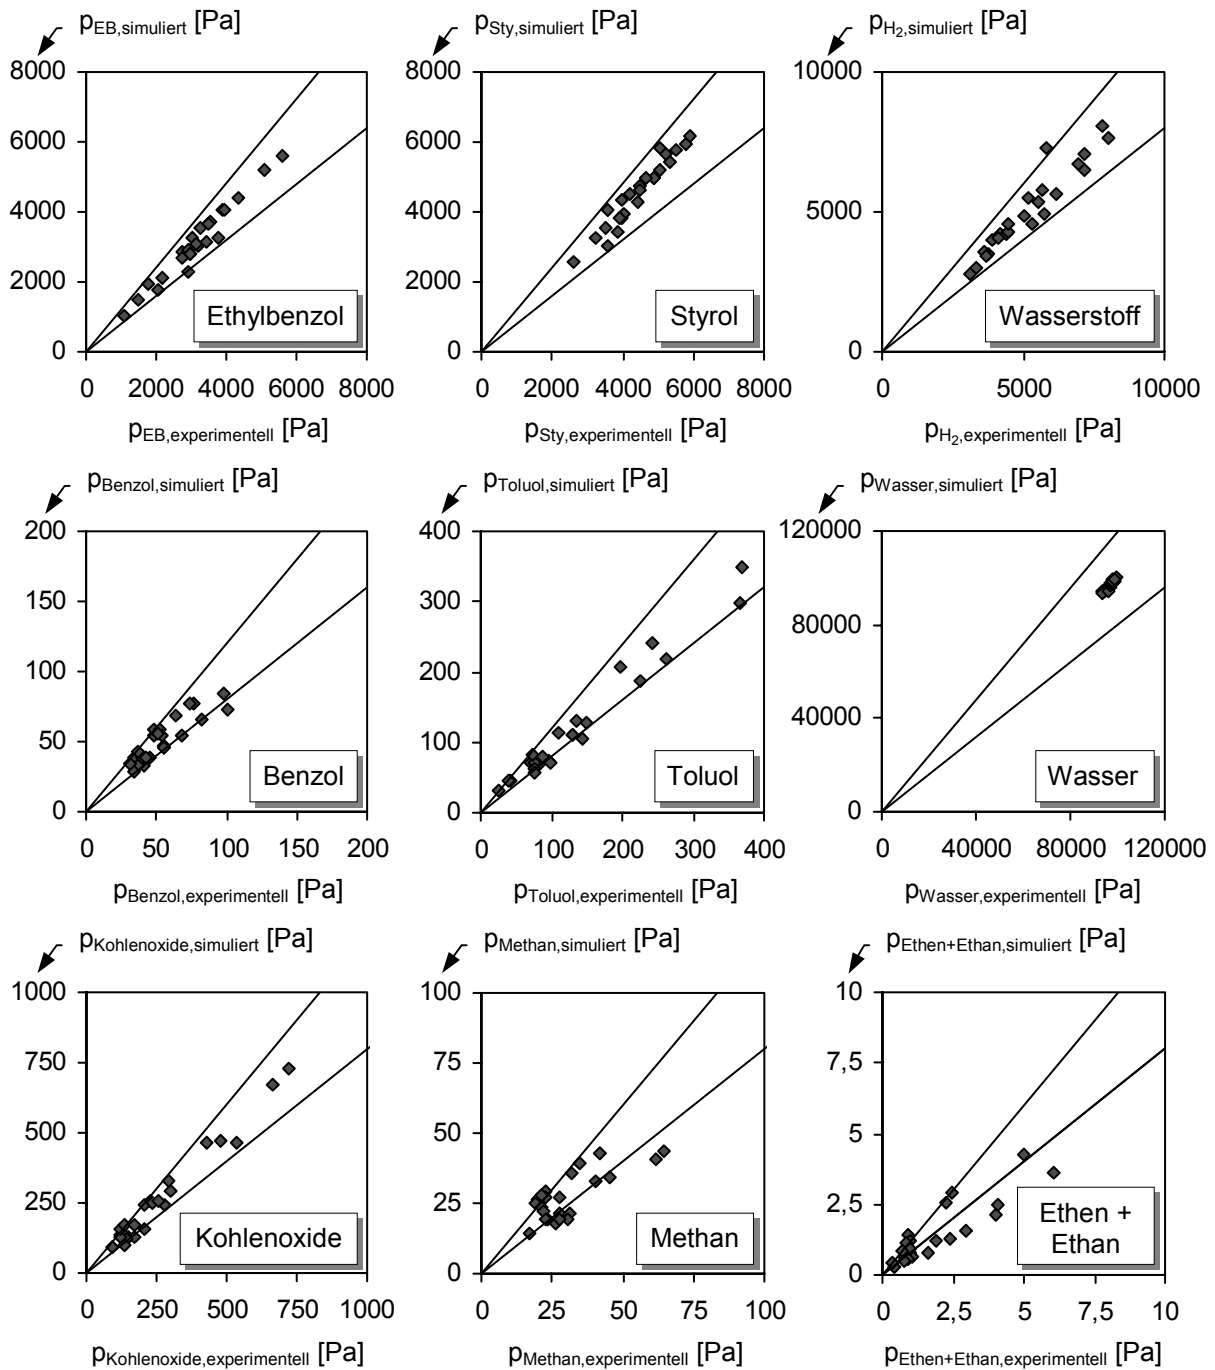 p_EB,simuliert [Pa] p_Sty,simuliert [Pa] p_H2,simuliert [Pa]
8000 8000 10000
6000 6000
4000 4000 5000
2000 2000
Ethylbenzol Styrol Wasserstoff
0 0 0
0 2000 4000 6000 8000 0 2000 4000 6000 8000 0 5000 10000
p_EB,experimentell [Pa] p_Sty,experimentell [Pa] p_H2,experimentell [Pa]
p_Benzol,simuliert [Pa] p_Toluol,simuliert [Pa] p_Wasser,simuliert [Pa]
200 400 120000
150 300
80000
100 200
40000
50 100
Benzol Toluol Wasser
0 0 0
0 50 100 150 200 0 100 200 300 400 0 40000 80000 120000
p_Benzol,experimentell [Pa] p_Toluol,experimentell [Pa] p_Wasser,experimentell [Pa]
p_Kohlenoxide,simuliert [Pa] p_Methan,simuliert [Pa] p_Ethen+Ethan,simuliert [Pa]
1000 100 10
750 75 7,5
500 50 5
250 25 2,5
Kohlenoxide Methan Ethen +
Ethan
0 0 0
0 250 500 750 1000 0 25 50 75 100 0 2,5 5 7,5 10
p_Kohlenoxide,experimentell [Pa] p_Methan,experimentell [Pa] p_Ethen+Ethan,experimentell [Pa]